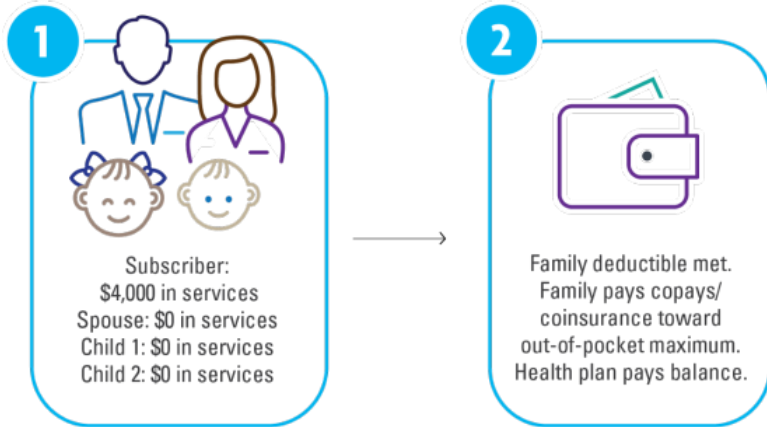 1
Subscriber:
$4,000 in services
Spouse: $0 in services
Child 1: $0 in services
Child 2: $0 in services
2
Family deductible met.
Family pays copays/
coinsurance toward
out-of-pocket maximum.
Health plan pays balance.